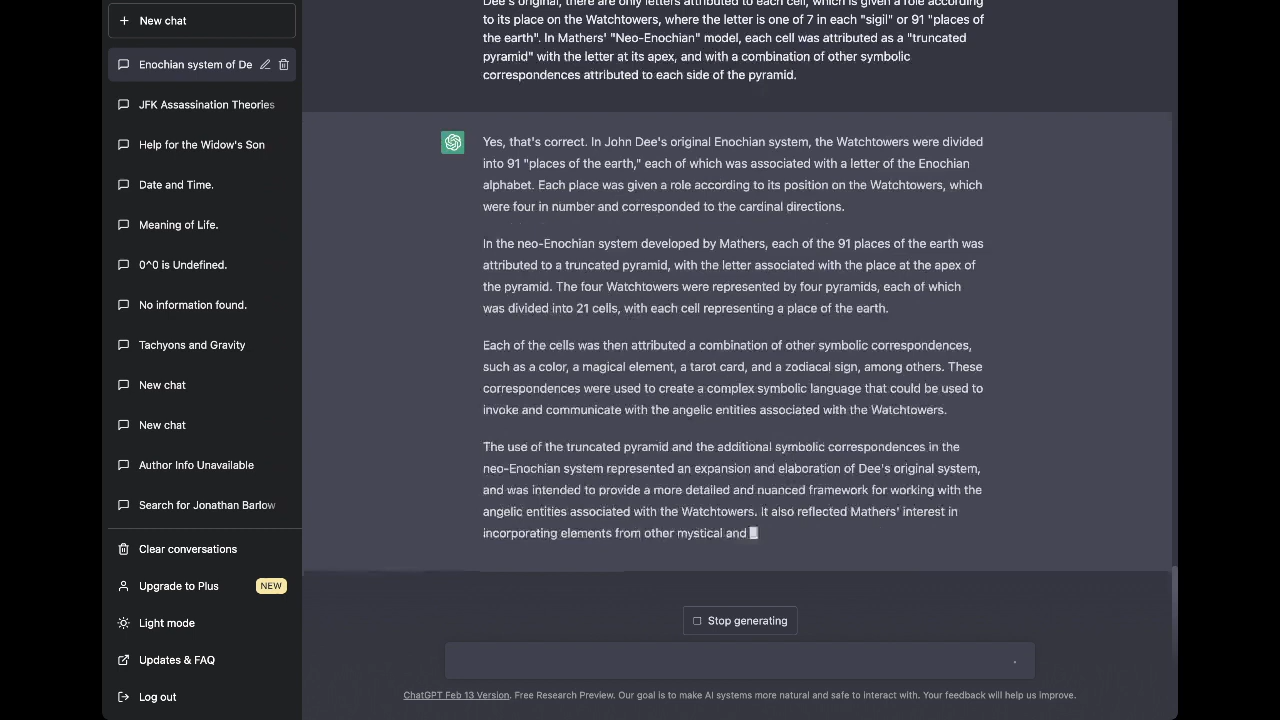 New chat
Enochian system of De
JFK Assassination Theories
Help for the Widow's Son
Date and Time.
Meaning of Life.
0^0 is Undefined.
No information found.
Tachyons and Gravity
New chat
New chat
Author Info Unavailable
Search for Jonathan Barlow
Clear conversations
Upgrade to Plus NEW
Light mode
Updates & FAQ
Log out
Dee's original, there are only letters attributed to each cell, which is given a role according
to its place on the Watchtowers, where the letter is one of 7 in each "sigil" or 91 "places of
the earth". In Mathers' "Neo-Enochian" model, each cell was attributed as a "truncated
pyramid" with the letter at its apex, and with a combination of other symbolic
correspondences attributed to each side of the pyramid.
Yes, that's correct. In John Dee's original Enochian system, the Watchtowers were divided
into 91 "places of the earth," each of which was associated with a letter of the Enochian
alphabet. Each place was given a role according to its position on the Watchtowers, which
were four in number and corresponded to the cardinal directions.
In the neo-Enochian system developed by Mathers, each of the 91 places of the earth was
attributed to a truncated pyramid, with the letter associated with the place at the apex of
the pyramid. The four Watchtowers were represented by four pyramids, each of which
was divided into 21 cells, with each cell representing a place of the earth.
Each of the cells was then attributed a combination of other symbolic correspondences,
such as a color, a magical element, a tarot card, and a zodiacal sign, among others. These
correspondences were used to create a complex symbolic language that could be used to
invoke and communicate with the angelic entities associated with the Watchtowers.
The use of the truncated pyramid and the additional symbolic correspondences in the
neo-Enochian system represented an expansion and elaboration of Dee's original system,
and was intended to provide a more detailed and nuanced framework for working with the
angelic entities associated with the Watchtowers. It also reflected Mathers' interest in
incorporating elements from other mystical and
Stop generating
ChatGPT Feb 13 Version. Free Research Preview. Our goal is to make AI systems more natural and safe to interact with. Your feedback will help us improve.